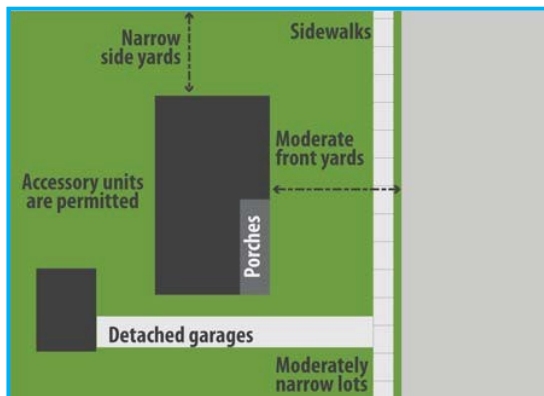 Narrow
side yards
Sidewalks
Moderate
front yards
Accessory units
are permitted
Porches
Detached garages
Moderately
narrow lots